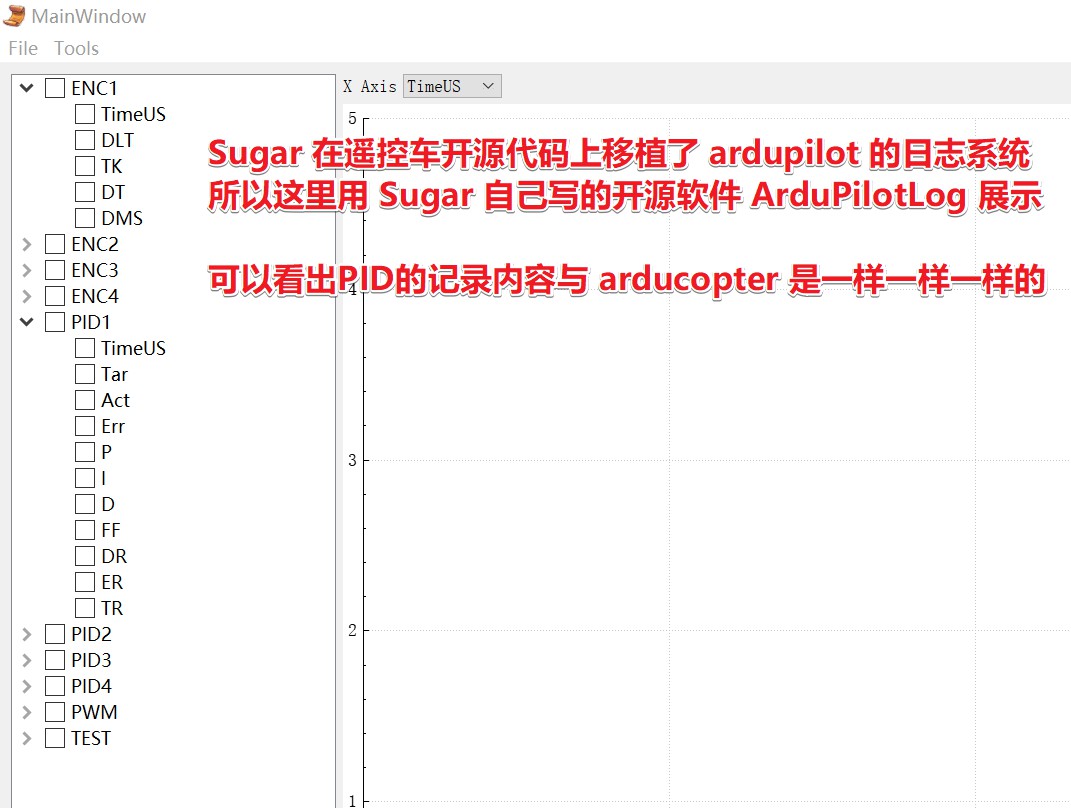 MainWindow
File Tools
ENC1
TimeUS
DLT
TK
DT
DMS
ENC2
ENC3
ENC4
PID1
TimeUS
Tar
Act
Err
P
I
D
FF
DR
ER
TR
PID2
PID3
PID4
PWM
TEST
X Axis TimeUS
5
Sugar 在遥控车开源代码上移植了 ardupilot 的日志系统
所以这里用 Sugar 自己写的开源软件 ArduPilotLog 展示
可以看出PID的记录内容与 arducopter 是一样一样一样的
4
3
2
1